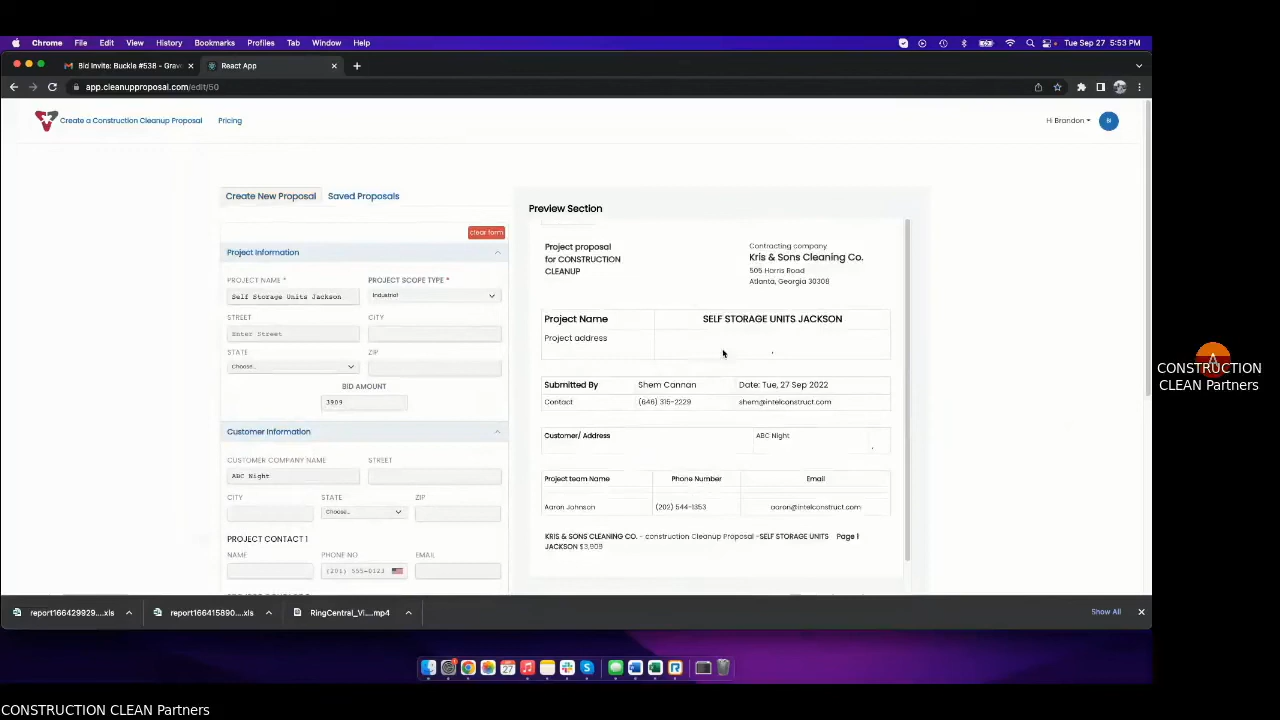 Chrome File Edit View History Bookmarks Profiles Tab Window Help Tue Sep 27 5:53 PM
Bid Invite: Buckle #538 - Grav
React App
app.cleanupproposal.com/edit/50
Create a Construction Cleanup Proposal Pricing Hi Brandon BI
Create New Proposal Saved Proposals
clear form
Project Information
PROJECT NAME * PROJECT SCOPE TYPE *
Self Storage Units Jackson Industrial
STREET CITY
Enter Street
STATE ZIP
Choose...
BID AMOUNT
3909
Customer Information
CUSTOMER COMPANY NAME STREET
ABC Night
CITY STATE ZIP
Choose...
PROJECT CONTACT 1
NAME PHONE NO EMAIL
(201) 555-0123
Preview Section
Project proposal
for CONSTRUCTION
CLEANUP
Contracting company
Kris & Sons Cleaning Co.
505 Horris Road
Atlanta, Georgia 30308
Project Name SELF STORAGE UNITS JACKSON
Project address ,
Submitted By Shem Cannan Date: Tue, 27 Sep 2022
Contact (646) 315-2229 shem@intelconstruct.com
Customer/ Address ABC Night
,
Project team Name Phone Number Email
Aaron Johnson (202) 544-1353 aaron@intelconstruct.com
KRIS & SONS CLEANING CO. - construction Cleanup Proposal -SELF STORAGE UNITS Page 1
JACKSON $3,909
report166429929....xls report166415890....xls RingCentral_Vi....mp4 Show All
27
CONSTRUCTION
CLEAN Partners
CONSTRUCTION CLEAN Partners